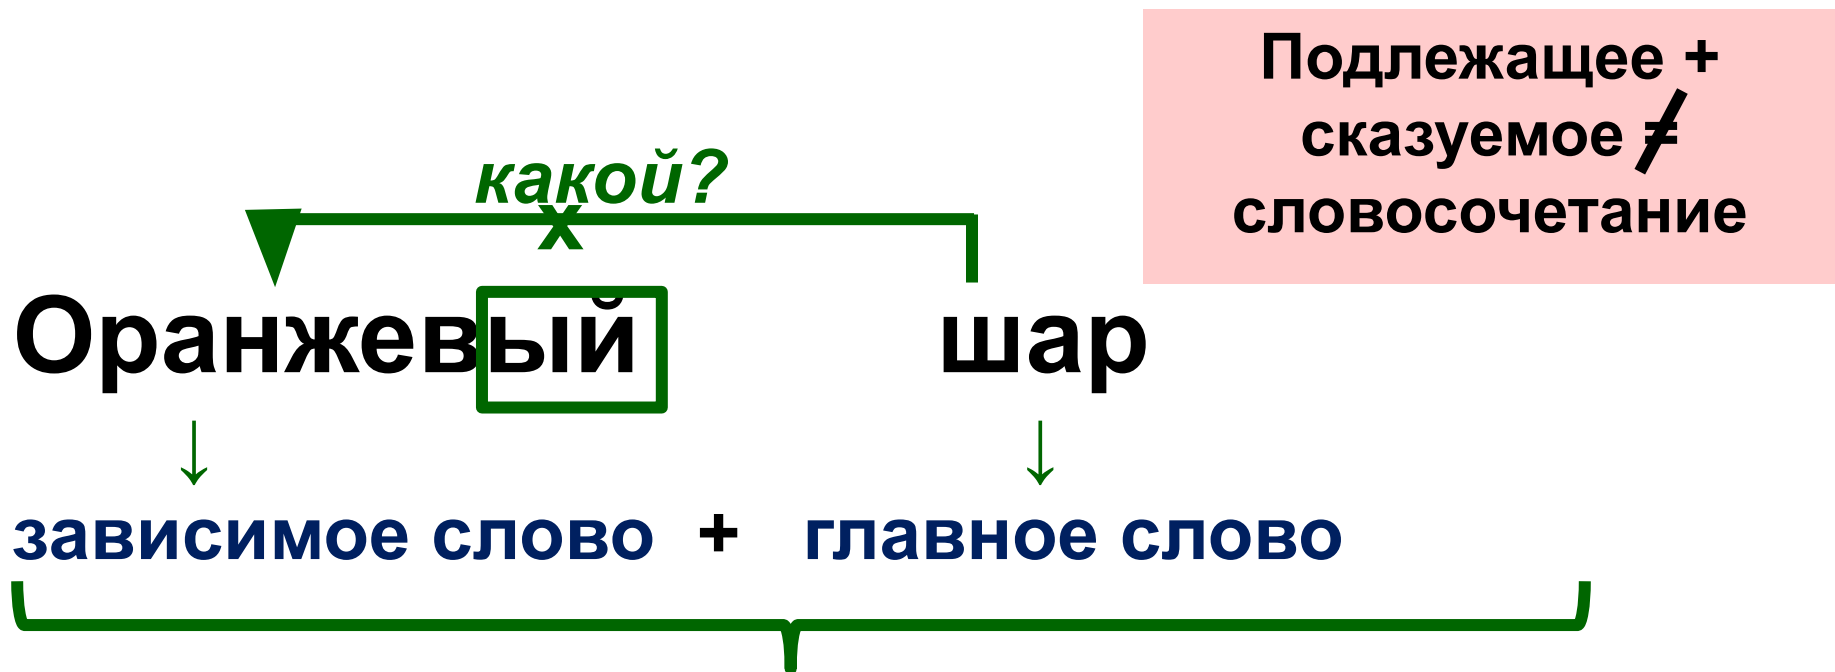 Подлежащее +
сказуемое ≠
словосочетание
какой?
х
Оранжевый шар
↓ ↓
зависимое слово + главное слово